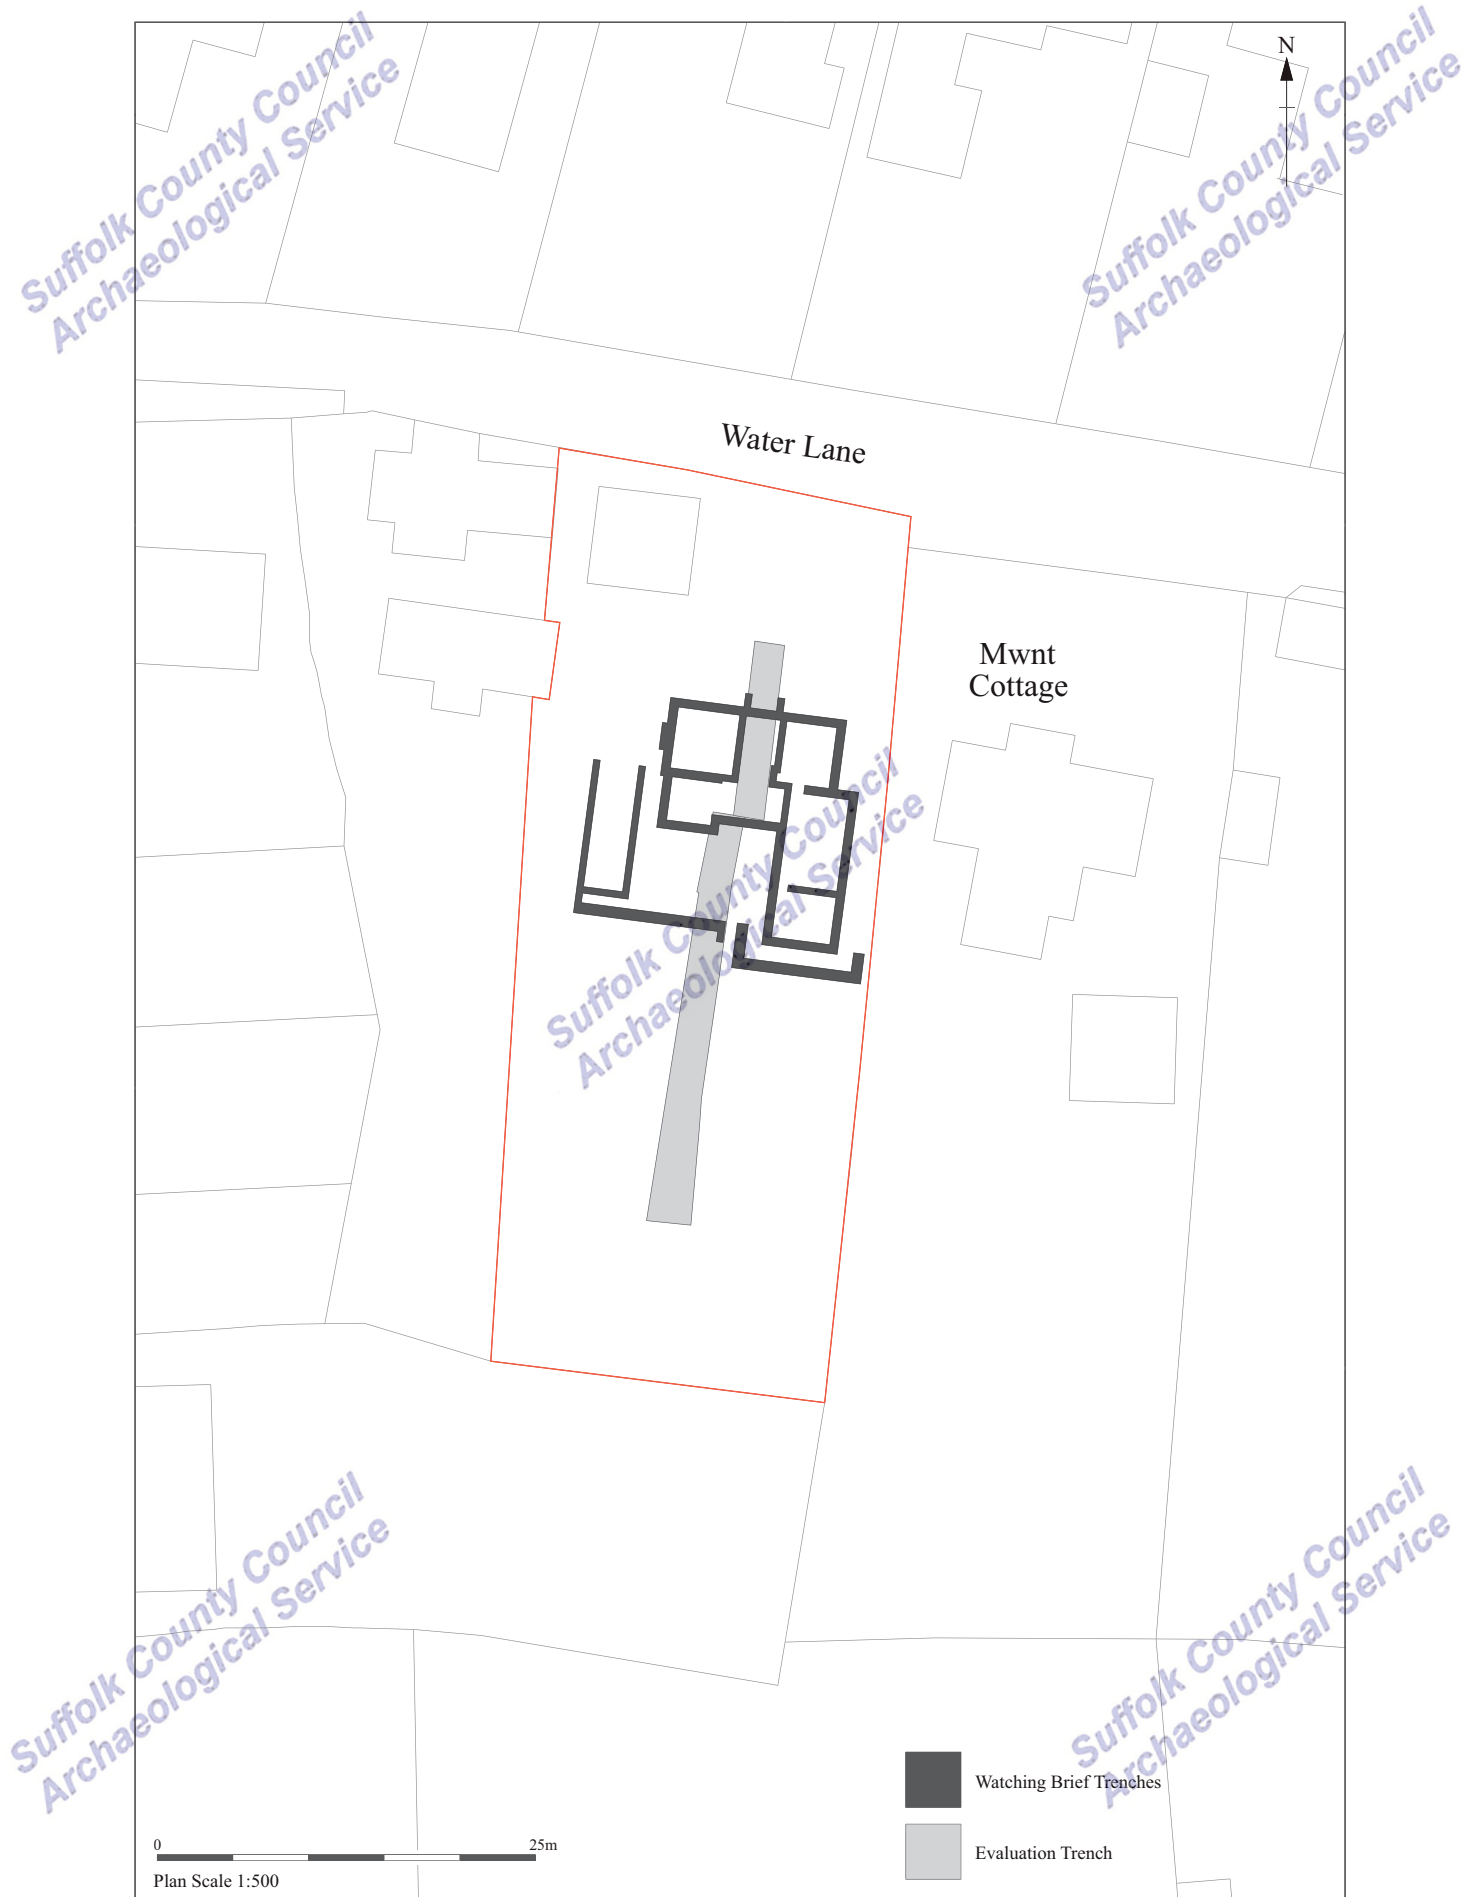 Suffolk County Council
Archaeological Service
N
Suffolk County Council
Archaeological Service
Water Lane
Mwnt
Cottage
Suffolk County Council
Archaeological Service
Suffolk County Council
Archaeological Service
Suffolk County Council
Archaeological Service
Watching Brief Trenches
Evaluation Trench
0 25m
Plan Scale 1:500